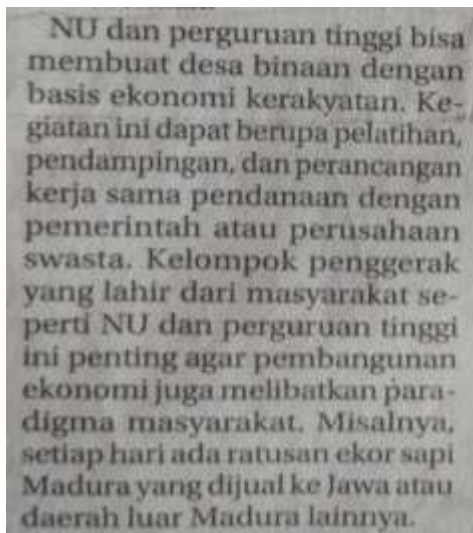 NU dan perguruan tinggi bisa
membuat desa binaan dengan
basis ekonomi kerakyatan. Ke-
giatan ini dapat berupa pelatihan,
pendampingan, dan perancangan
kerja sama pendanaan dengan
pemerintah atau perusahaan
swasta. Kelompok penggerak
yang lahir dari masyarakat se-
perti NU dan perguruan tinggi
ini penting agar pembangunan
ekonomi juga melibatkan para-
digma masyarakat. Misalnya,
setiap hari ada ratusan ekor sapi
Madura yang dijual ke Jawa atau
daerah luar Madura lainnya.